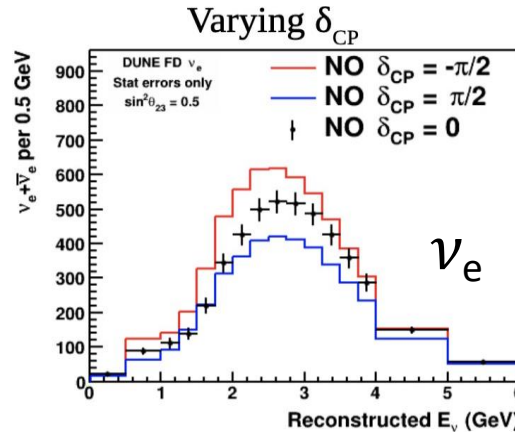 Varying δCP
DUNE FD νe
Stat errors only
sin²θ23 = 0.5
NO δCP = -π/2
NO δCP = π/2
NO δCP = 0
νe
νe+ν̅e per 0.5 GeV
900
800
700
600
500
400
300
200
100
0
0 1 2 3 4 5
Reconstructed Eν (GeV)